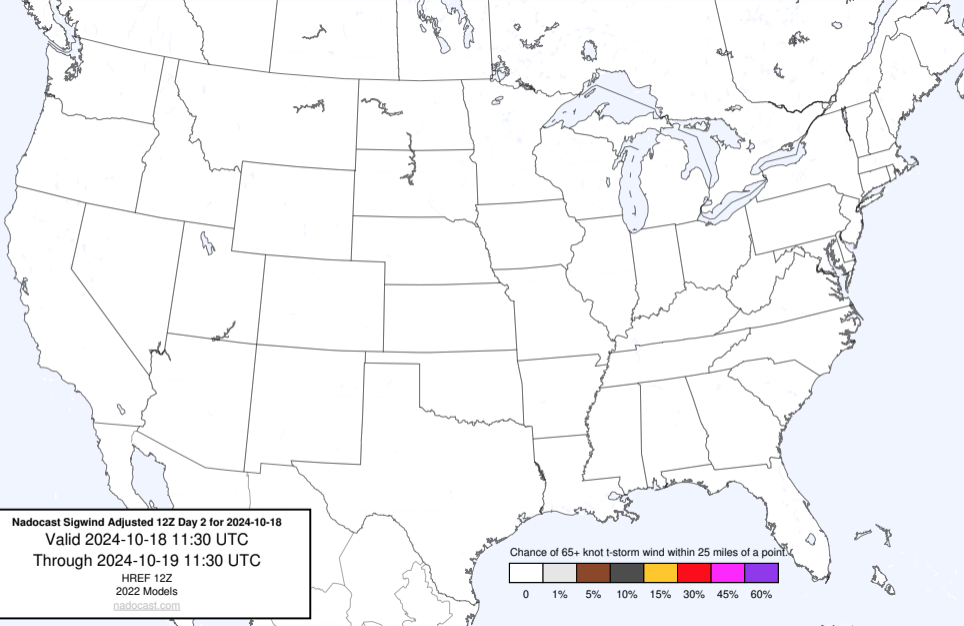 Nadocast Sigwind Adjusted 12Z Day 2 for 2024-10-18
Valid 2024-10-18 11:30 UTC
Through 2024-10-19 11:30 UTC
HREF 12Z
2022 Models
nadocast.com
Chance of 65+ knot t-storm wind within 25 miles of a point.
0 1% 5% 10% 15% 30% 45% 60%